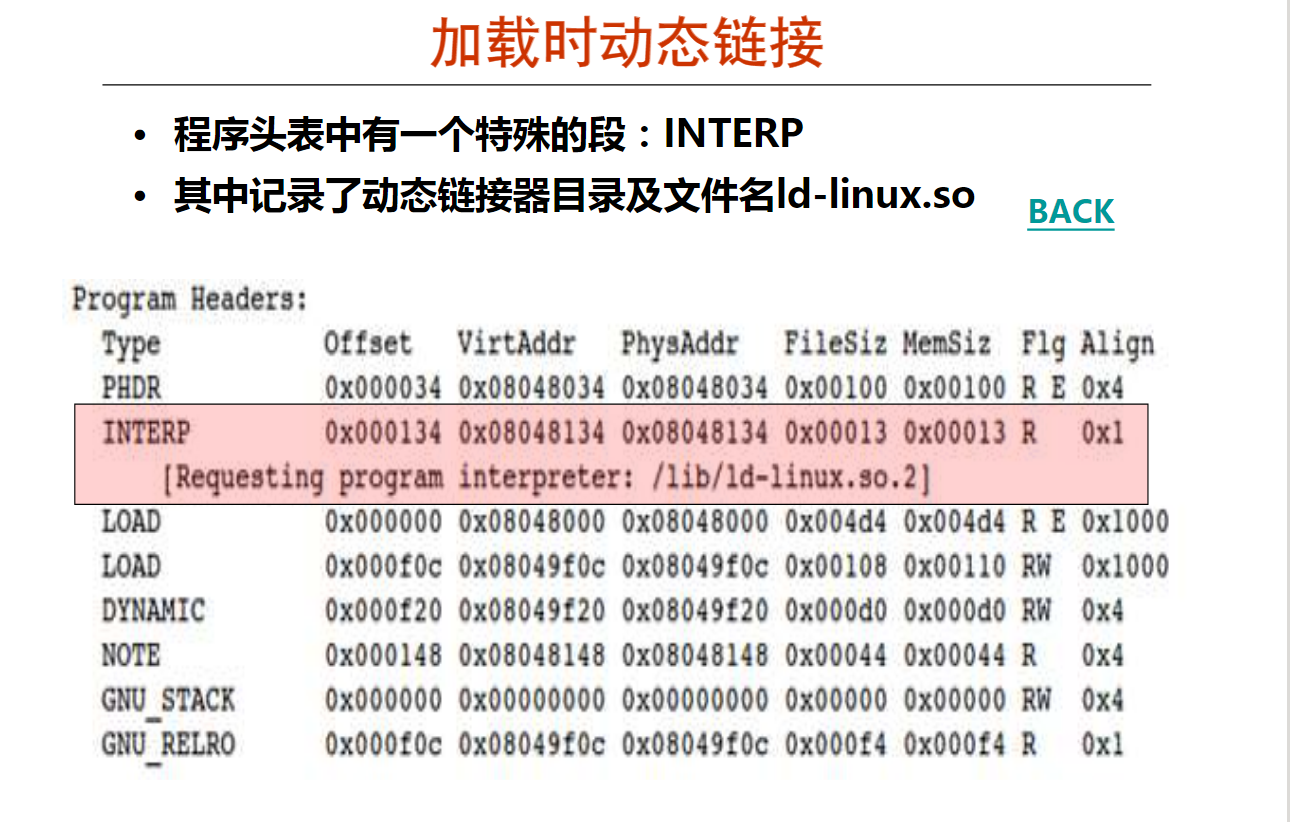 加载时动态链接
• 程序头表中有一个特殊的段：INTERP
• 其中记录了动态链接器目录及文件名ld-linux.so
BACK
Program Headers:
Type Offset VirtAddr PhysAddr FileSiz MemSiz Flg Align
PHDR 0x000034 0x08048034 0x08048034 0x00100 0x00100 R E 0x4
INTERP 0x000134 0x08048134 0x08048134 0x00013 0x00013 R 0x1
[Requesting program interpreter: /lib/ld-linux.so.2]
LOAD 0x000000 0x08048000 0x08048000 0x004d4 0x004d4 R E 0x1000
LOAD 0x000f0c 0x08049f0c 0x08049f0c 0x00108 0x00110 RW 0x1000
DYNAMIC 0x000f20 0x08049f20 0x08049f20 0x000d0 0x000d0 RW 0x4
NOTE 0x000148 0x08048148 0x08048148 0x00044 0x00044 R 0x4
GNU_STACK 0x000000 0x00000000 0x00000000 0x00000 0x00000 RW 0x4
GNU_RELRO 0x000f0c 0x08049f0c 0x08049f0c 0x000f4 0x000f4 R 0x1